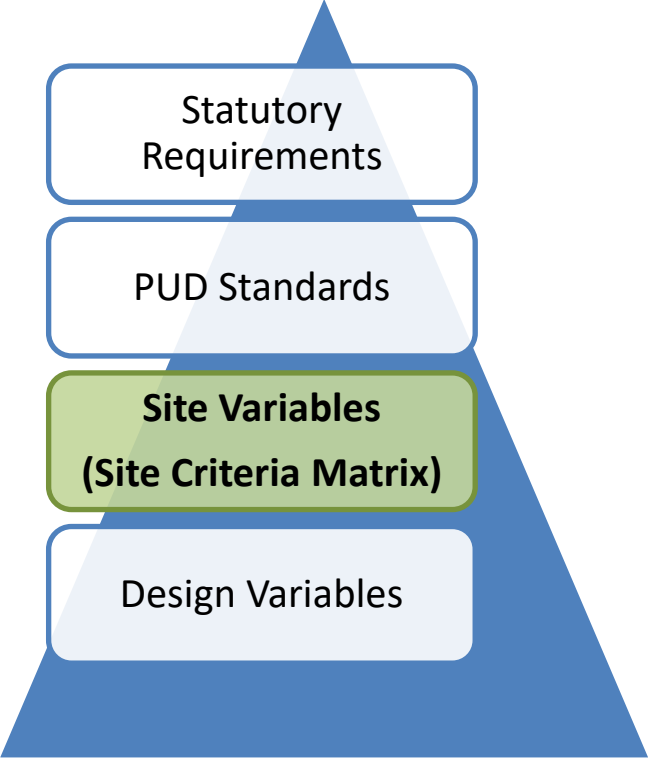 Statutory
Requirements
PUD Standards
Site Variables
(Site Criteria Matrix)
Design Variables